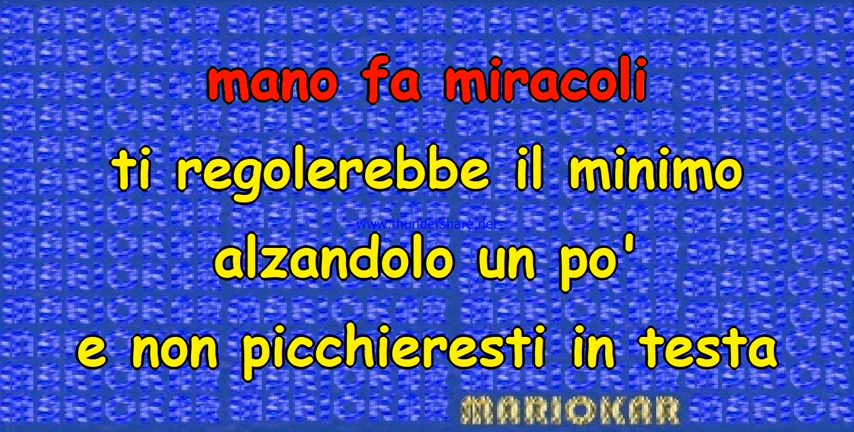 mano fa miracoli
ti regolerebbe il minimo
www.thundershare.net
alzandolo un po'
e non picchieresti in testa
MARIOKAR